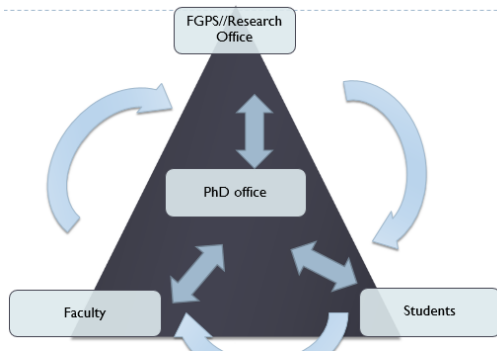 FGPS//Research
Office
PhD office
Faculty
Students